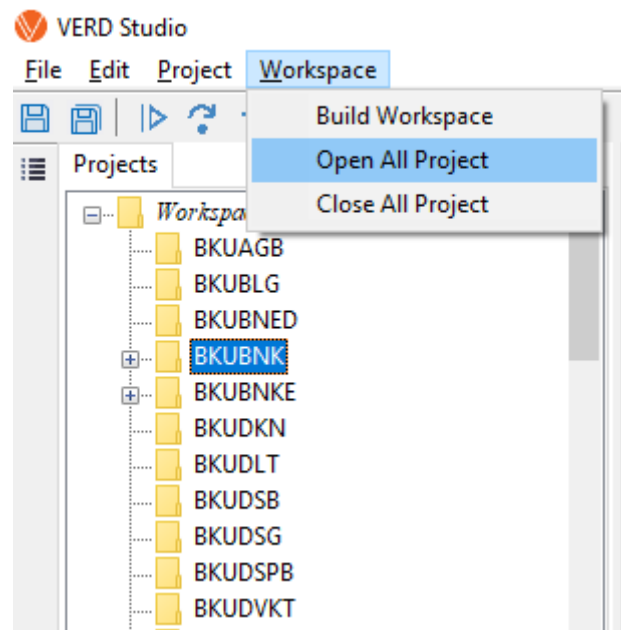 VERD Studio
File Edit Project Workspace
Build Workspace
Open All Project
Close All Project
Projects
BKUAGB
BKUBLG
BKUBNED
BKUBNK
BKUBNKE
BKUDKN
BKUDLT
BKUDSB
BKUDSG
BKUDSPB
BKUDVKT